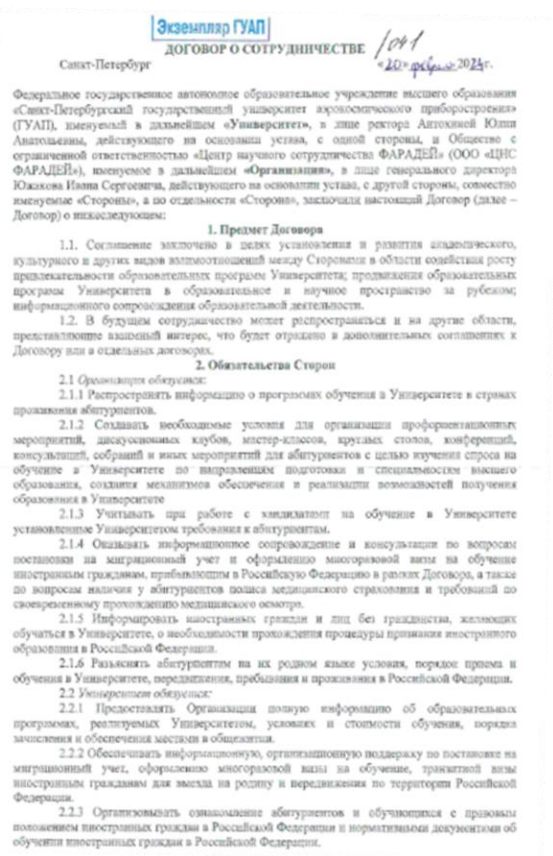 Экземпляр ГУАП
ДОГОВОР О СОТРУДНИЧЕСТВЕ
/041
Санкт-Петербург «20» февраля 2024г.
Федеральное государственное автономное образовательное учреждение высшего образования
«Санкт-Петербургский государственный университет аэрокосмического приборостроения»
(ГУАП), именуемый в дальнейшем «Университет», в лице ректора Антохиной Юлии
Анатольевны, действующего на основании устава, с одной стороны, и Общество с
ограниченной ответственностью «Центр научного сотрудничества ФАРАДЕЙ» (ООО «ЦНС
ФАРАДЕЙ»), именуемое в дальнейшем «Организация», в лице генерального директора
Южакова Ивана Сергеевича, действующего на основании устава, с другой стороны, совместно
именуемые «Стороны», а по отдельности «Сторона», заключили настоящий Договор (далее –
Договор) о нижеследующем:
1. Предмет Договора
1.1. Соглашение заключено в целях установления и развития академического,
культурного и других видов взаимоотношений между Сторонами в области содействия росту
привлекательности образовательных программ Университета; продвижения образовательных
программ Университета в образовательное и научное пространство за рубежом;
информационного сопровождения образовательной деятельности.
1.2. В будущем сотрудничество может распространяться и на другие области,
представляющие взаимный интерес, что будет отражено в дополнительных соглашениях к
Договору или в отдельных договорах.
2. Обязательства Сторон
2.1 Организация обязуется:
2.1.1 Распространять информацию о программах обучения в Университете в странах
проживания абитуриентов.
2.1.2 Создавать необходимые условия для организации профориентационных
мероприятий, дискуссионных клубов, мастер-классов, круглых столов, конференций,
консультаций, собраний и иных мероприятий для абитуриентов с целью изучения спроса на
обучение в Университете по направлениям подготовки и специальностям высшего
образования, создания механизмов обеспечения и реализации возможностей получения
образования в Университете
2.1.3 Учитывать при работе с кандидатами на обучение в Университете
установленные Университетом требования к абитуриентам.
2.1.4 Оказывать информационное сопровождение и консультации по вопросам
постановки на миграционный учет и оформлению многоразовой визы на обучение
иностранным гражданам, прибывающим в Российскую Федерацию в рамках Договора, а также
по вопросам наличия у абитуриентов полиса медицинского страхования и требований по
своевременному прохождению медицинского осмотра.
2.1.5 Информировать иностранных граждан и лиц без гражданства, желающих
обучаться в Университете, о необходимости прохождения процедуры признания иностранного
образования в Российской Федерации.
2.1.6 Разъяснять абитуриентам на их родном языке условия, порядок приема и
обучения в Университете, передвижения, пребывания и проживания в Российской Федерации.
2.2 Университет обязуется:
2.2.1 Предоставлять Организации полную информацию об образовательных
программах, реализуемых Университетом, условиях и стоимости обучения, порядка
зачисления и обеспечения местами в общежитии.
2.2.2 Обеспечивать информационную, организационную поддержку по постановке на
миграционный учет, оформлению многоразовой визы на обучение, транзитной визы
иностранным гражданам для выезда на родину и передвижения по территории Российской
Федерации.
2.2.3 Организовывать ознакомление абитуриентов и обучающихся с правовым
положением иностранных граждан в Российской Федерации и нормативными документами об
обучении иностранных граждан в Российской Федерации.